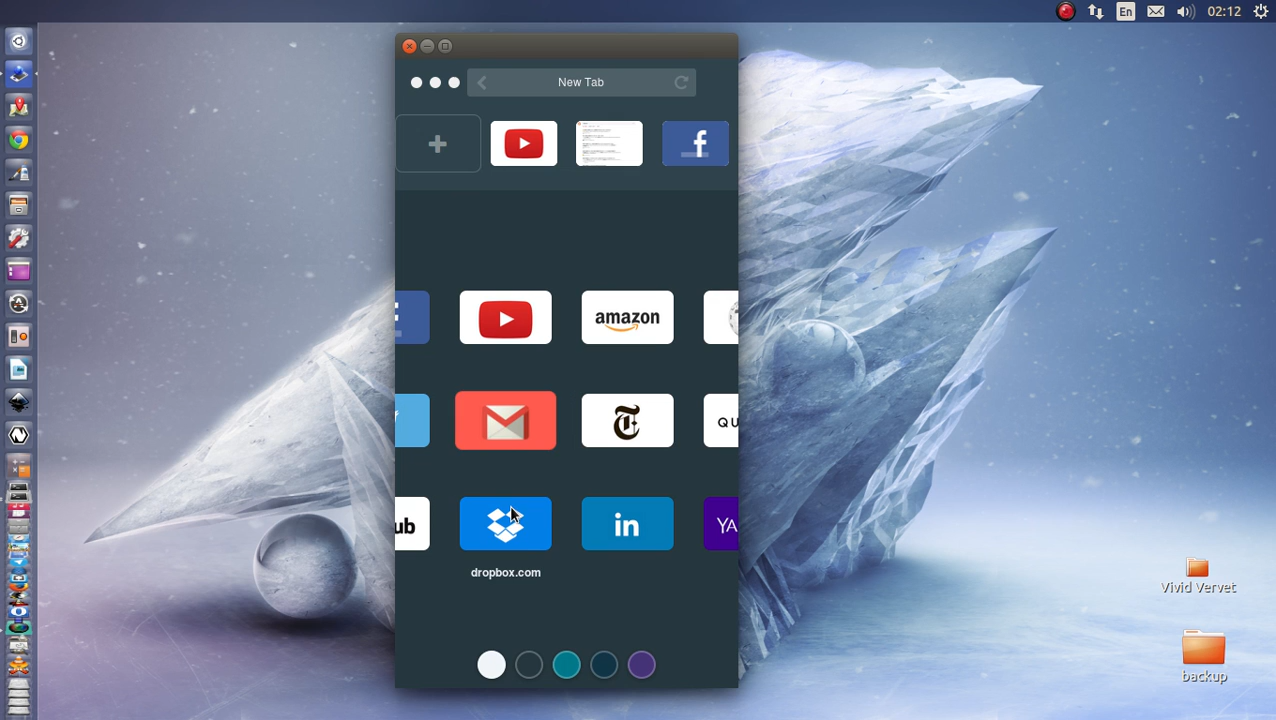 En
02:12
New Tab
f
amazon
QU
ub
in
YA
dropbox.com
Vivid Vervet
backup